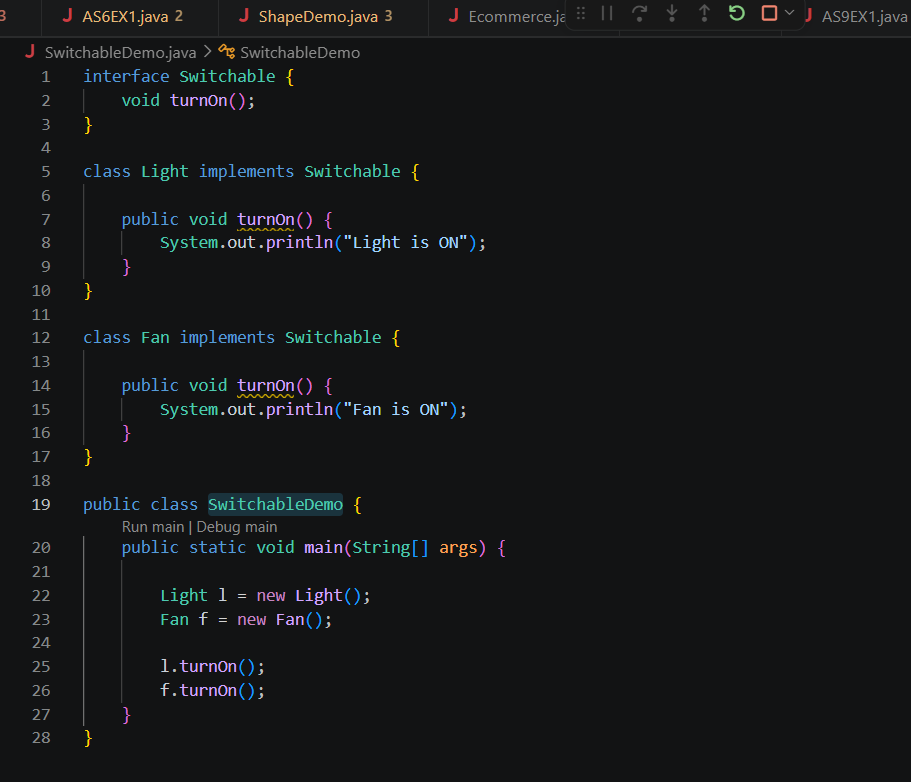 3 AS6EX1.java 2 ShapeDemo.java 3 Ecommerce.ja AS9EX1.java
SwitchableDemo.java > SwitchableDemo
1 interface Switchable {
2 void turnOn();
3 }
4
5 class Light implements Switchable {
6
7 public void turnOn() {
8 System.out.println("Light is ON");
9 }
10 }
11
12 class Fan implements Switchable {
13
14 public void turnOn() {
15 System.out.println("Fan is ON");
16 }
17 }
18
19 public class SwitchableDemo {
Run main | Debug main
20 public static void main(String[] args) {
21
22 Light l = new Light();
23 Fan f = new Fan();
24
25 l.turnOn();
26 f.turnOn();
27 }
28 }